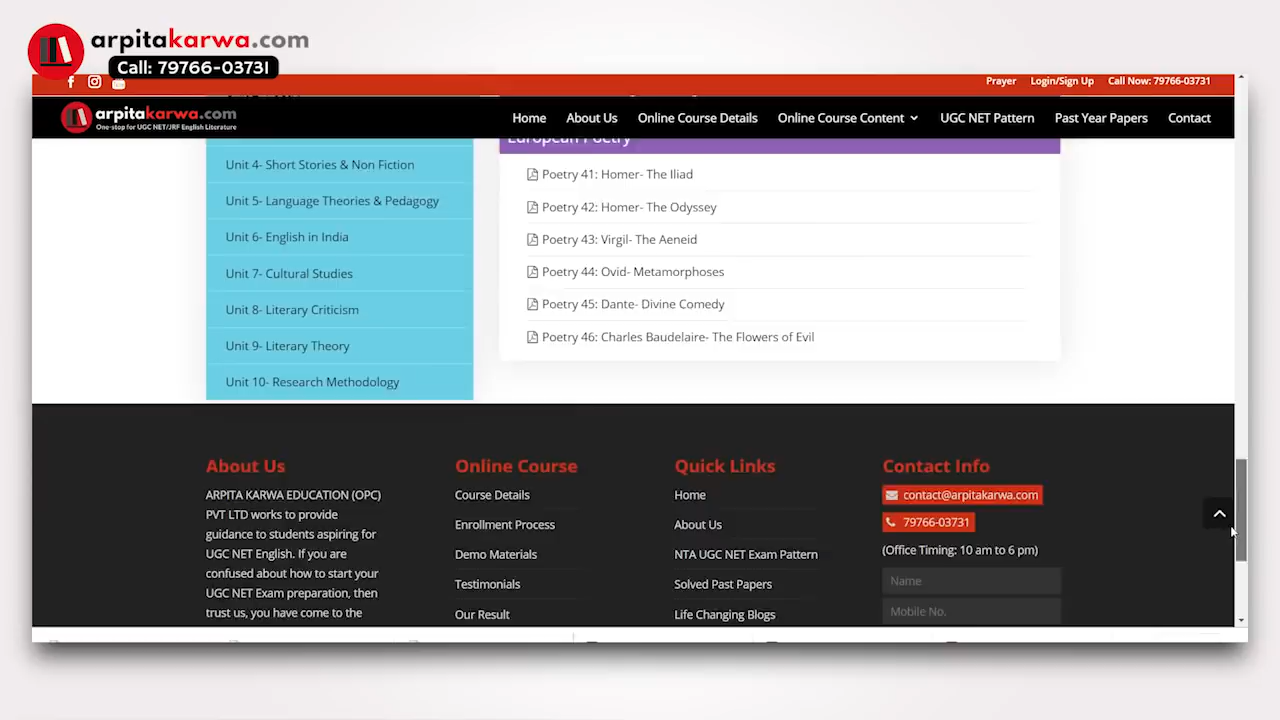 arpitakarwa.com
Call: 79766-03731
Prayer
Login/Sign Up
Call Now: 79766-03731
arpitakarwa.com
One-stop for UGC NET/JRF English Literature
Home
About Us
Online Course Details
Online Course Content
UGC NET Pattern
Past Year Papers
Contact
Unit 4- Short Stories & Non Fiction
Unit 5- Language Theories & Pedagogy
Unit 6- English in India
Unit 7- Cultural Studies
Unit 8- Literary Criticism
Unit 9- Literary Theory
Unit 10- Research Methodology
European Poetry
Poetry 41: Homer- The Iliad
Poetry 42: Homer- The Odyssey
Poetry 43: Virgil- The Aeneid
Poetry 44: Ovid- Metamorphoses
Poetry 45: Dante- Divine Comedy
Poetry 46: Charles Baudelaire- The Flowers of Evil
About Us
ARPITA KARWA EDUCATION (OPC)
PVT LTD works to provide
guidance to students aspiring for
UGC NET English. If you are
confused about how to start your
UGC NET Exam preparation, then
trust us, you have come to the
Online Course
Course Details
Enrollment Process
Demo Materials
Testimonials
Our Result
Quick Links
Home
About Us
NTA UGC NET Exam Pattern
Solved Past Papers
Life Changing Blogs
Contact Info
contact@arpitakarwa.com
79766-03731
(Office Timing: 10 am to 6 pm)
Name
Mobile No.